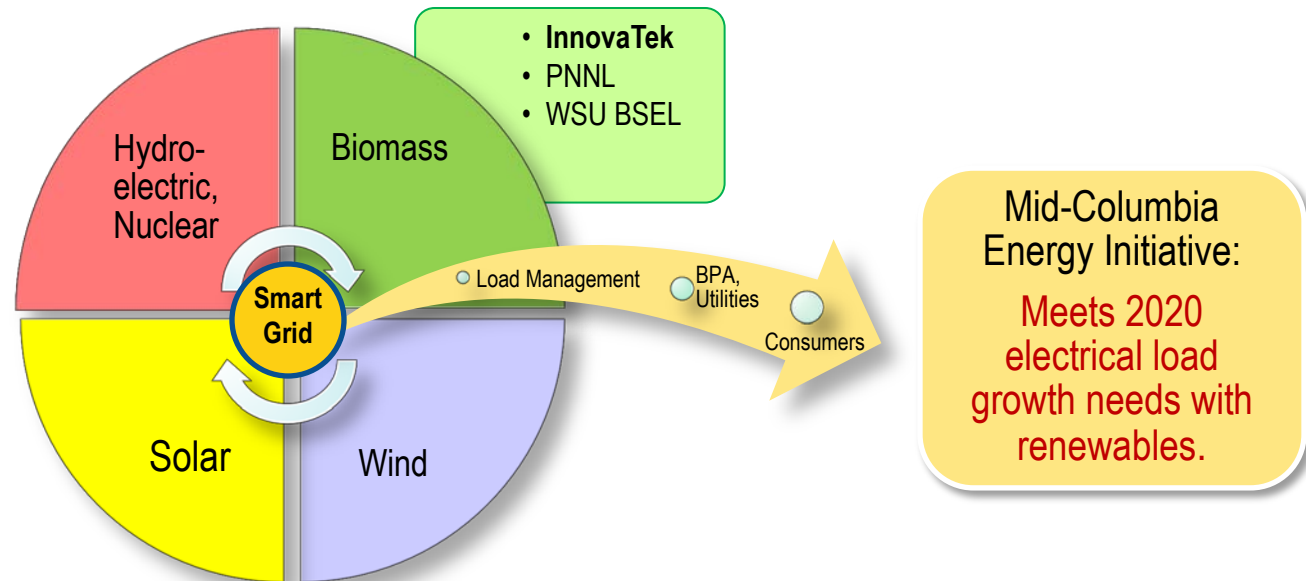 • InnovaTek
• PNNL
• WSU BSEL
Hydro-
electric,
Nuclear
Biomass
Smart
Grid
Load Management
BPA,
Utilities
Consumers
Solar
Wind
Mid-Columbia
Energy Initiative:
Meets 2020
electrical load
growth needs with
renewables.